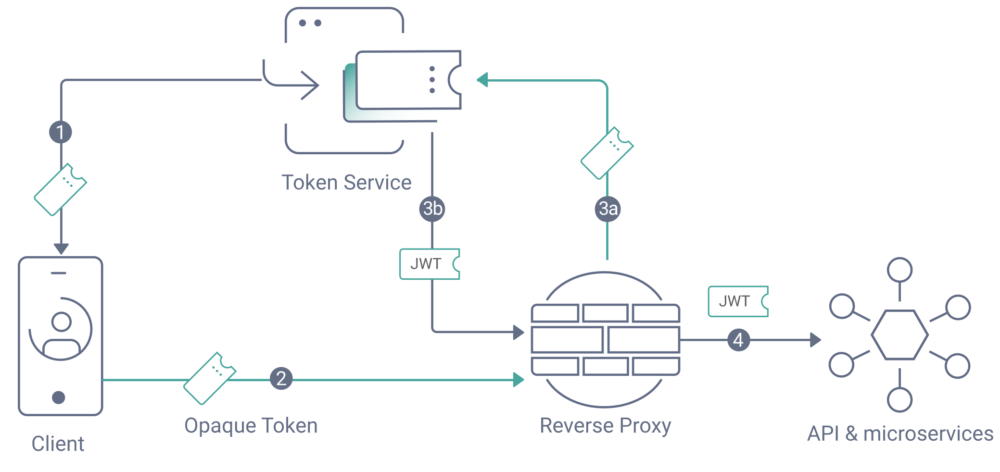 1
Token Service
3b
3a
JWT
JWT
4
2
Opaque Token
Reverse Proxy
API & microservices
Client